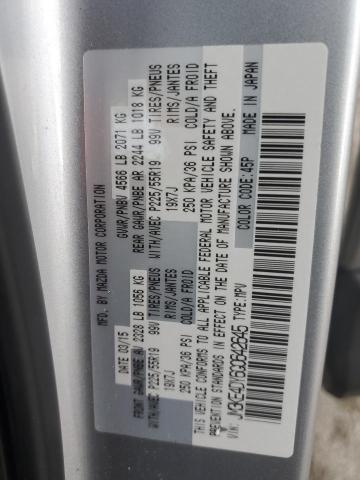 MFD. BY MAZDA MOTOR CORPORATION
DATE 03/15 GVWR/PNBV 4566 LB 2071 KG
FRONT GAWR/PNBE AV 2328 LB 1056 KG REAR GAWR/PNBE AR 2244 LB 1018 KG
WITH/AVEC P225/55R19 99V TIRES/PNEUS WITH/AVEC P225/55R19 99V TIRES/PNEUS
19X7J RIMS/JANTES 19X7J RIMS/JANTES
250 KPA/36 PSI COLD/A FROID 250 KPA/36 PSI COLD/A FROID
THIS VEHICLE CONFORMS TO ALL APPLICABLE FEDERAL MOTOR VEHICLE SAFETY AND THEFT
PREVENTION STANDARDS IN EFFECT ON THE DATE OF MANUFACTURE SHOWN ABOVE.
VIN: TYPE:MPV COLOR CODE: 45P MADE IN JAPAN